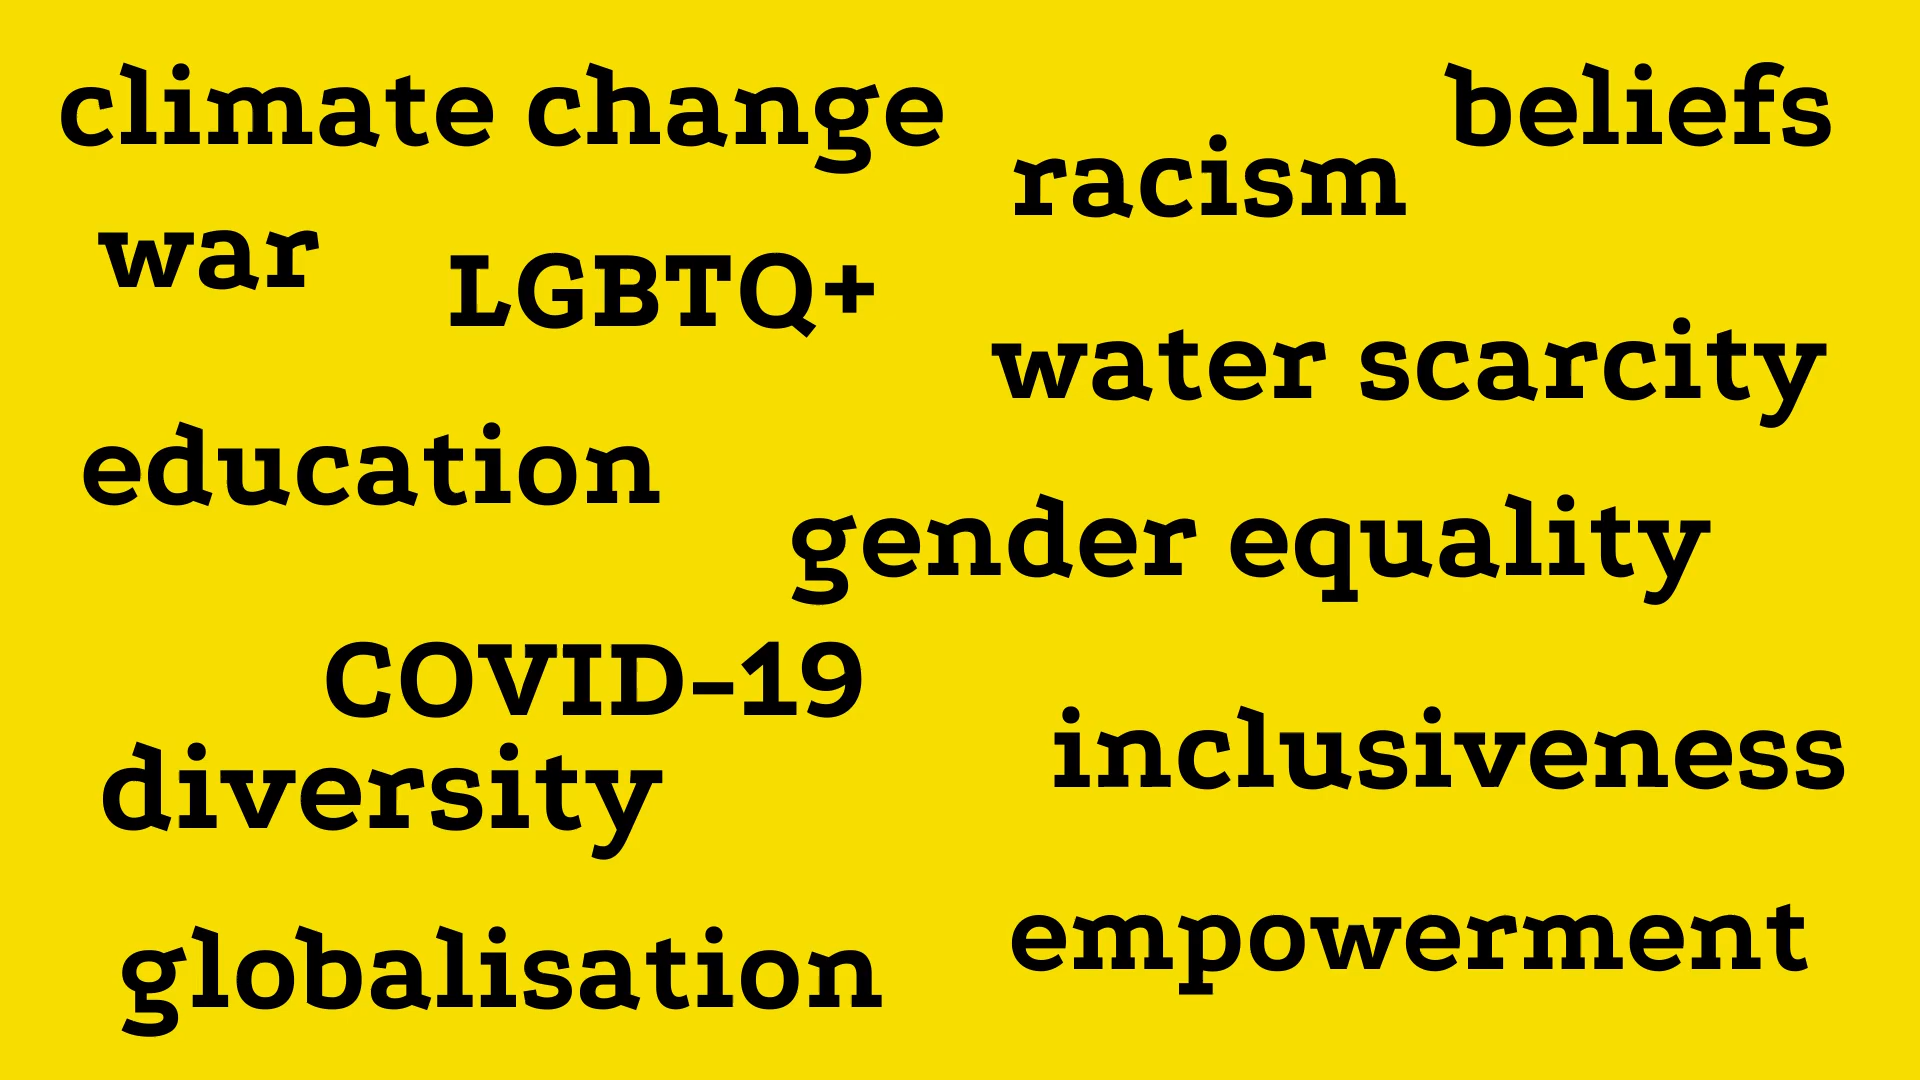 climate change
beliefs
racism
war
LGBTQ+
water scarcity
education
gender equality
COVID-19
inclusiveness
diversity
empowerment
globalisation